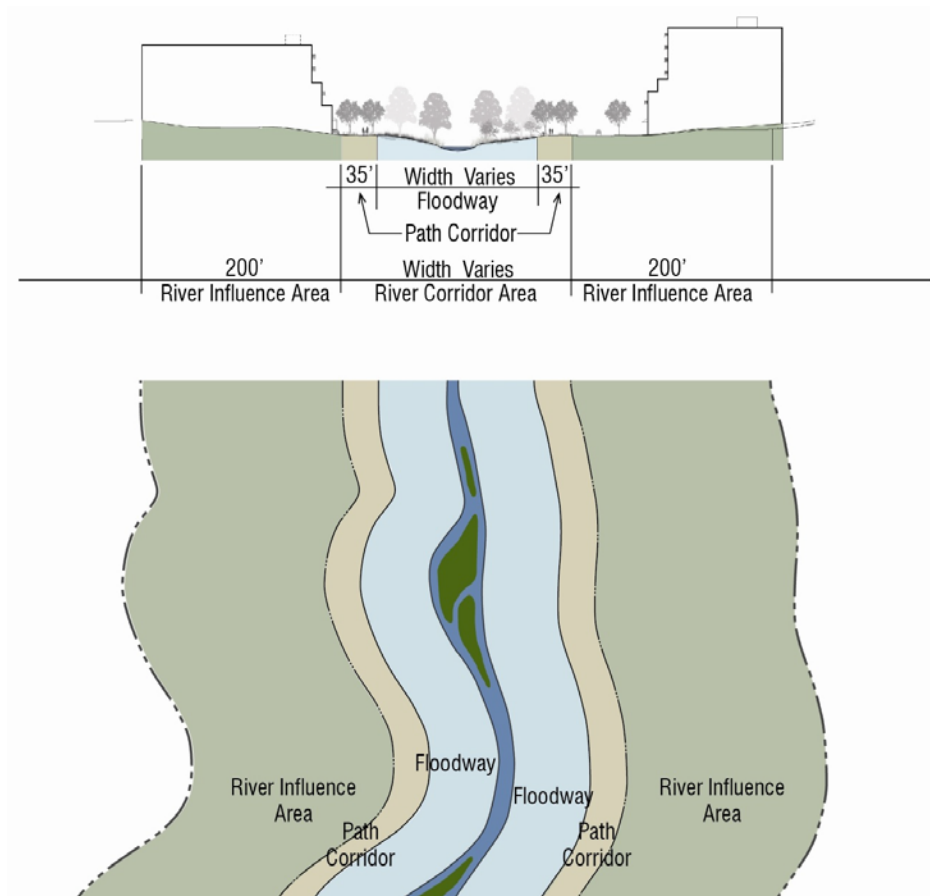 35' Width Varies 35'
Floodway
Path Corridor
200' Width Varies 200'
River Influence Area River Corridor Area River Influence Area
Floodway
Floodway
River Influence
Area
River Influence
Area
Path
Corridor
Path
Corridor